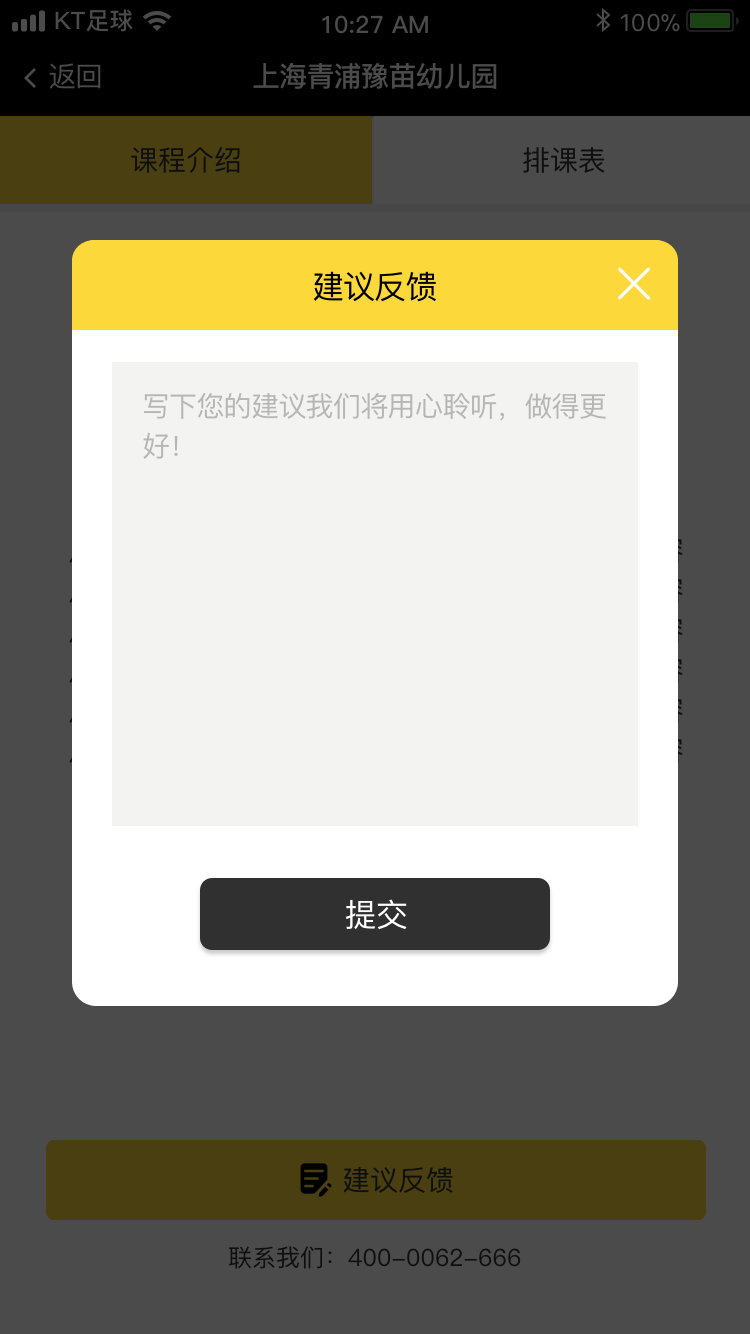 KT足球
10:27 AM
100%
返回
上海青浦豫苗幼儿园
课程介绍
排课表
建议反馈
写下您的建议我们将用心聆听，做得更
好！
提交
建议反馈
联系我们：400-0062-666